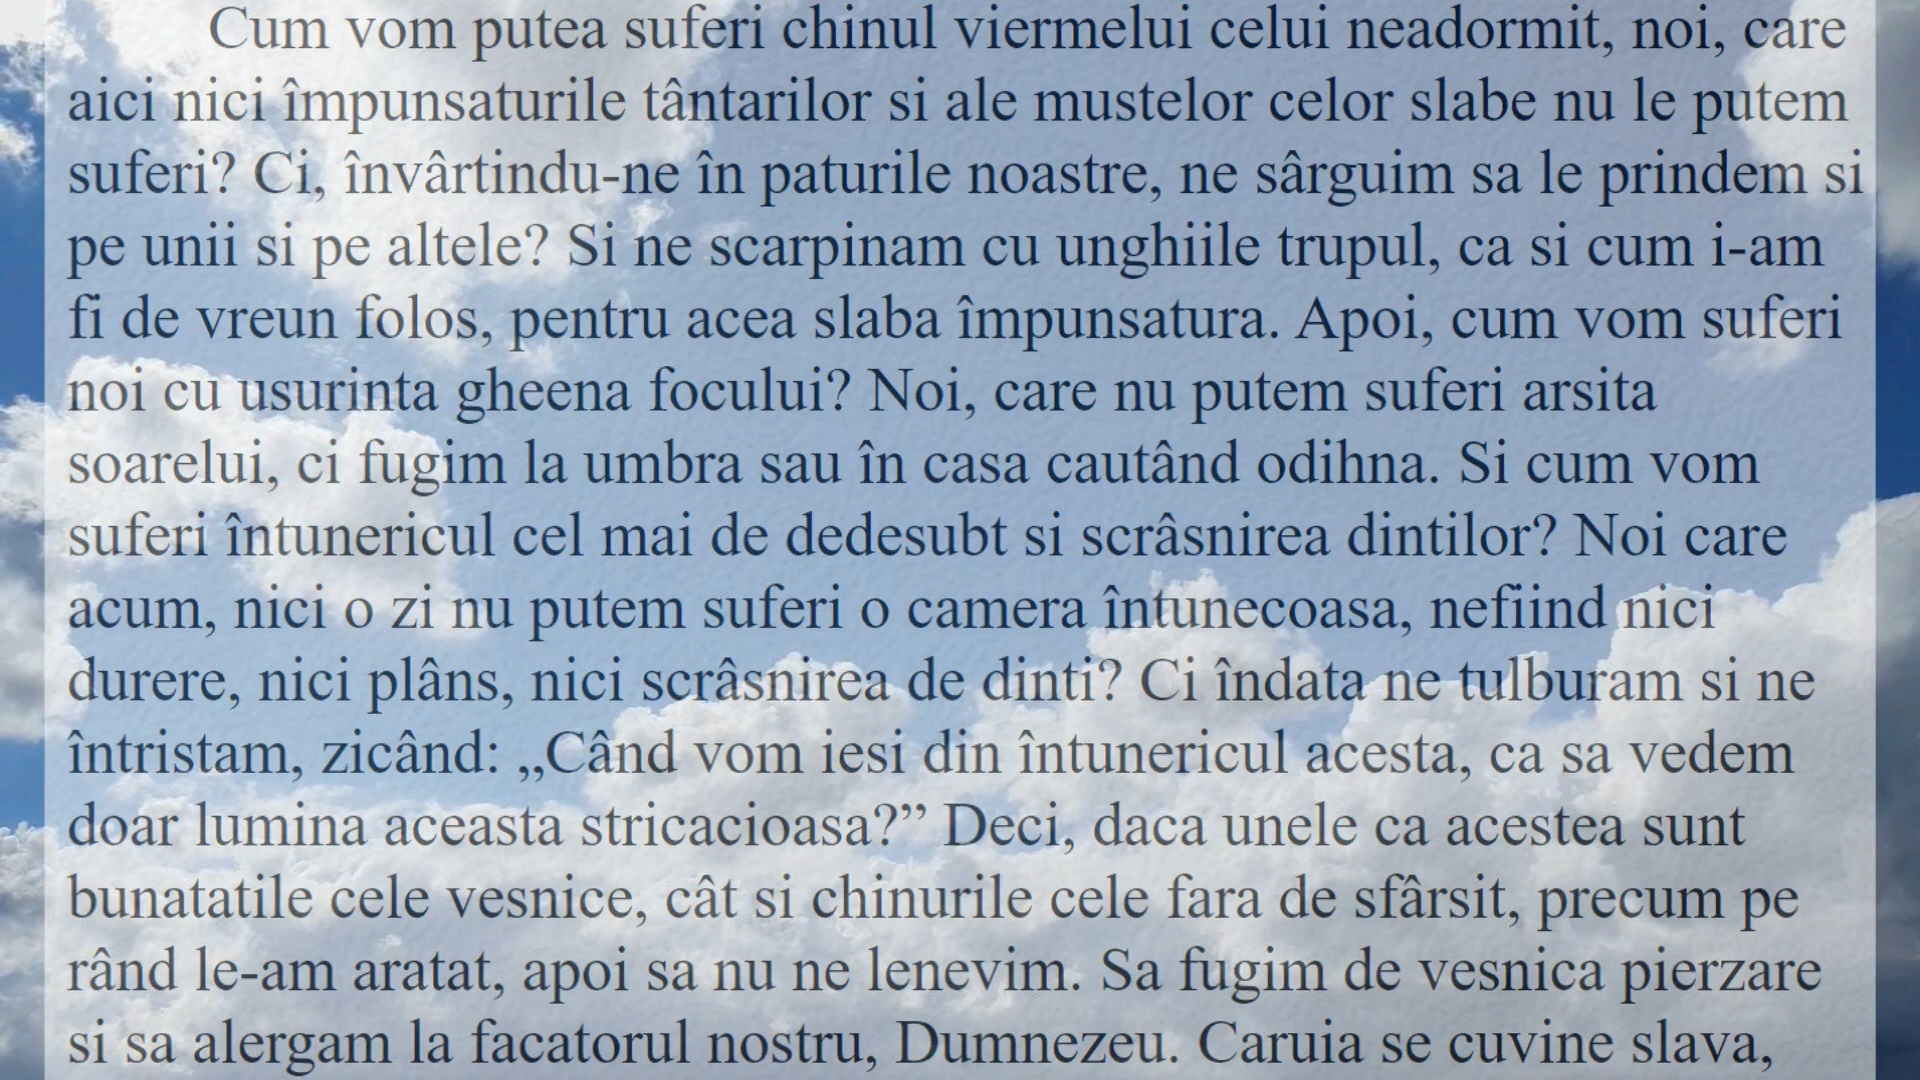 Cum vom putea suferi chinul viermelui celui neadormit, noi, care
aici nici împunsaturile tântarilor si ale mustelor celor slabe nu le putem
suferi? Ci, învârtindu-ne în paturile noastre, ne sârguim sa le prindem si
pe unii si pe altele? Si ne scarpinam cu unghiile trupul, ca si cum i-am
fi de vreun folos, pentru acea slaba împunsatura. Apoi, cum vom suferi
noi cu usurinta gheena focului? Noi, care nu putem suferi arsita
soarelui, ci fugim la umbra sau în casa cautând odihna. Si cum vom
suferi întunericul cel mai de dedesubt si scrâsnirea dintilor? Noi care
acum, nici o zi nu putem suferi o camera întunecoasa, nefiind nici
durere, nici plâns, nici scrâsnirea de dinti? Ci îndata ne tulburam si ne
întristam, zicând: „Când vom iesi din întunericul acesta, ca sa vedem
doar lumina aceasta stricacioasa?” Deci, daca unele ca acestea sunt
bunatatile cele vesnice, cât si chinurile cele fara de sfârsit, precum pe
rând le-am aratat, apoi sa nu ne lenevim. Sa fugim de vesnica pierzare
si sa alergam la facatorul nostru, Dumnezeu. Caruia se cuvine slava,